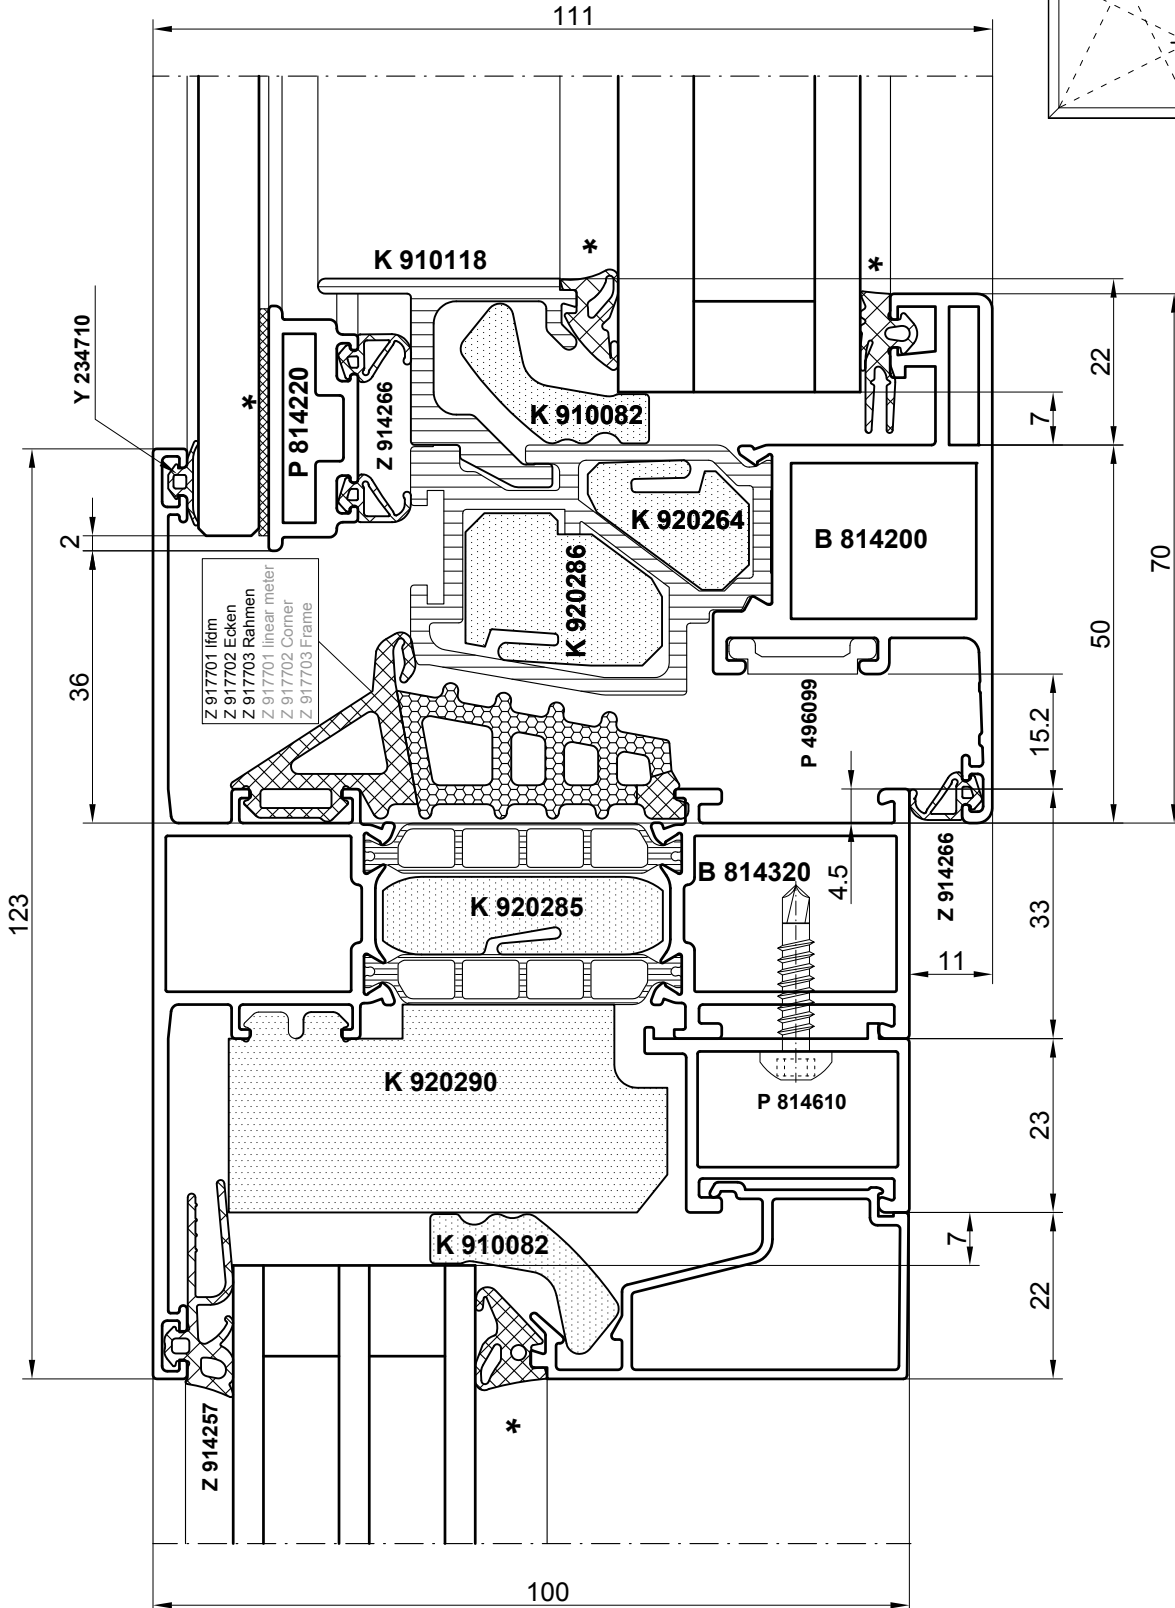 111
*
K 910118
*
Y 234710
*
P 814220
Z 914266
K 910082
22
7
K 920264
B 814200
2
K 920286
70
50
Z 917701 lfdm
Z 917702 Ecken
Z 917703 Rahmen
Z 917701 linear meter
Z 917702 Corner
Z 917703 Frame
36
P 496099
15.2
123
K 920285
B 814320
4.5
Z 914266
33
11
K 920290
P 814610
23
K 910082
7
22
Z 914257
*
100